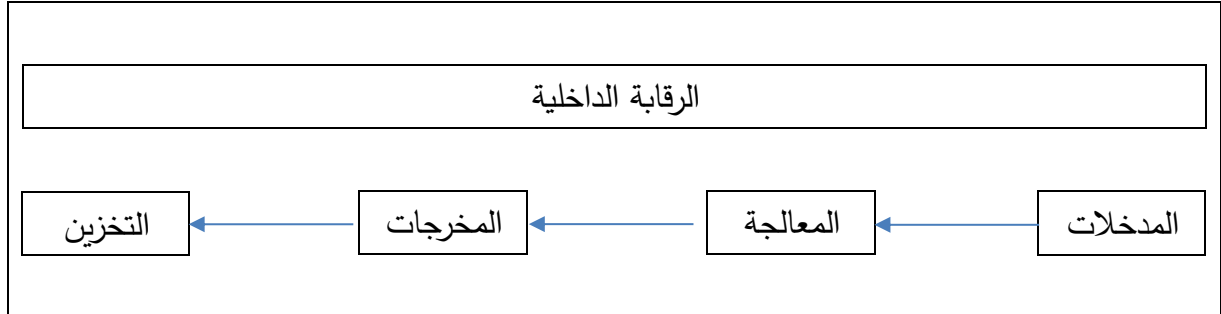 الرقابة الداخلية
المدخلات
المعالجة
المخرجات
التخزين